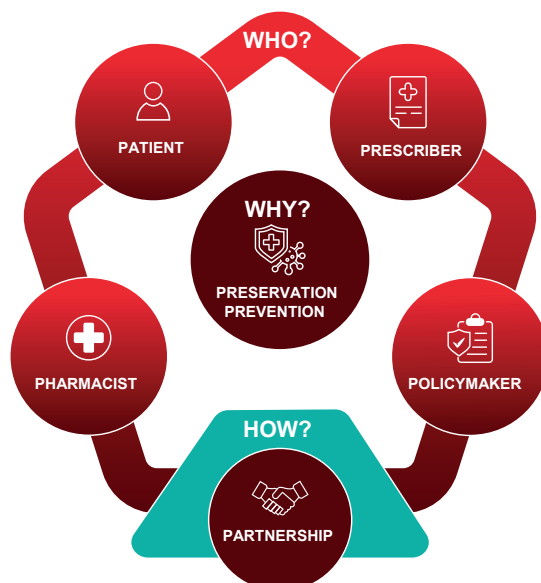 WHO?
PATIENT
PRESCRIBER
WHY?
PRESERVATION
PREVENTION
PHARMACIST
POLICYMAKER
HOW?
PARTNERSHIP